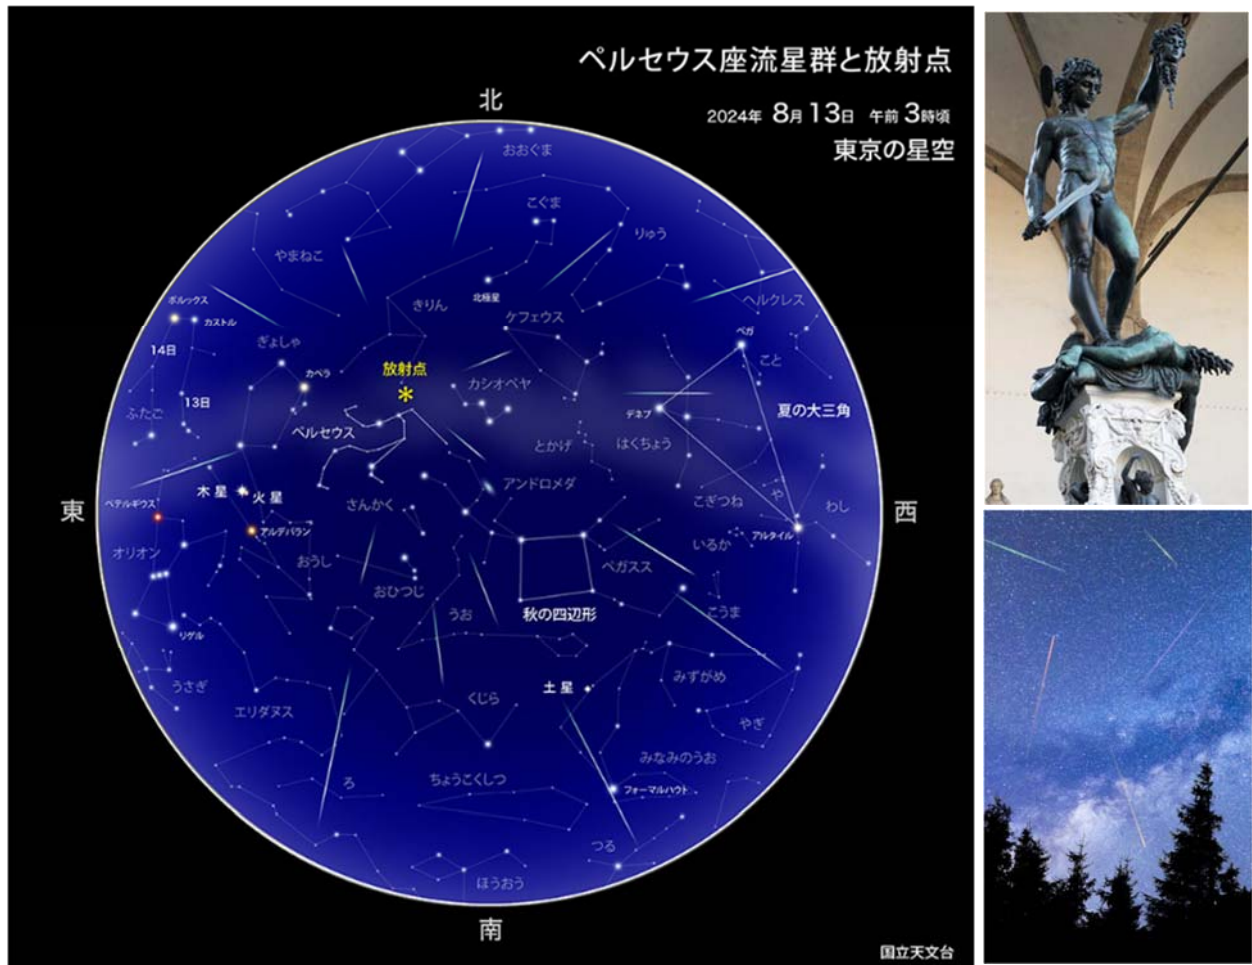 ペルセウス座流星群と放射点
2024年 8月13日 午前 3時頃
東京の星空
北
おおぐま
こぐま
りゅう
やまねこ
きりん
北極星
ヘルクレス
ポルックス
カストル
ケフェウス
ベガ
14日
ぎょしゃ
こと
カペラ
放射点
カシオペヤ
13日
ふたご
デネブ
夏の大三角
ペルセウス
とかげ
はくちょう
木星
火星
さんかく
アンドロメダ
こぎつね
や
わし
ベテルギウス
東
西
アルデバラン
アルタイル
オリオン
いるか
おうし
ペガスス
おひつじ
うお
秋の四辺形
こうま
リゲル
うさぎ
土星
みずがめ
エリダヌス
くじら
やぎ
みなみのうお
ろ
ちょうこくしつ
フォーマルハウト
つる
ほうおう
南
国立天文台